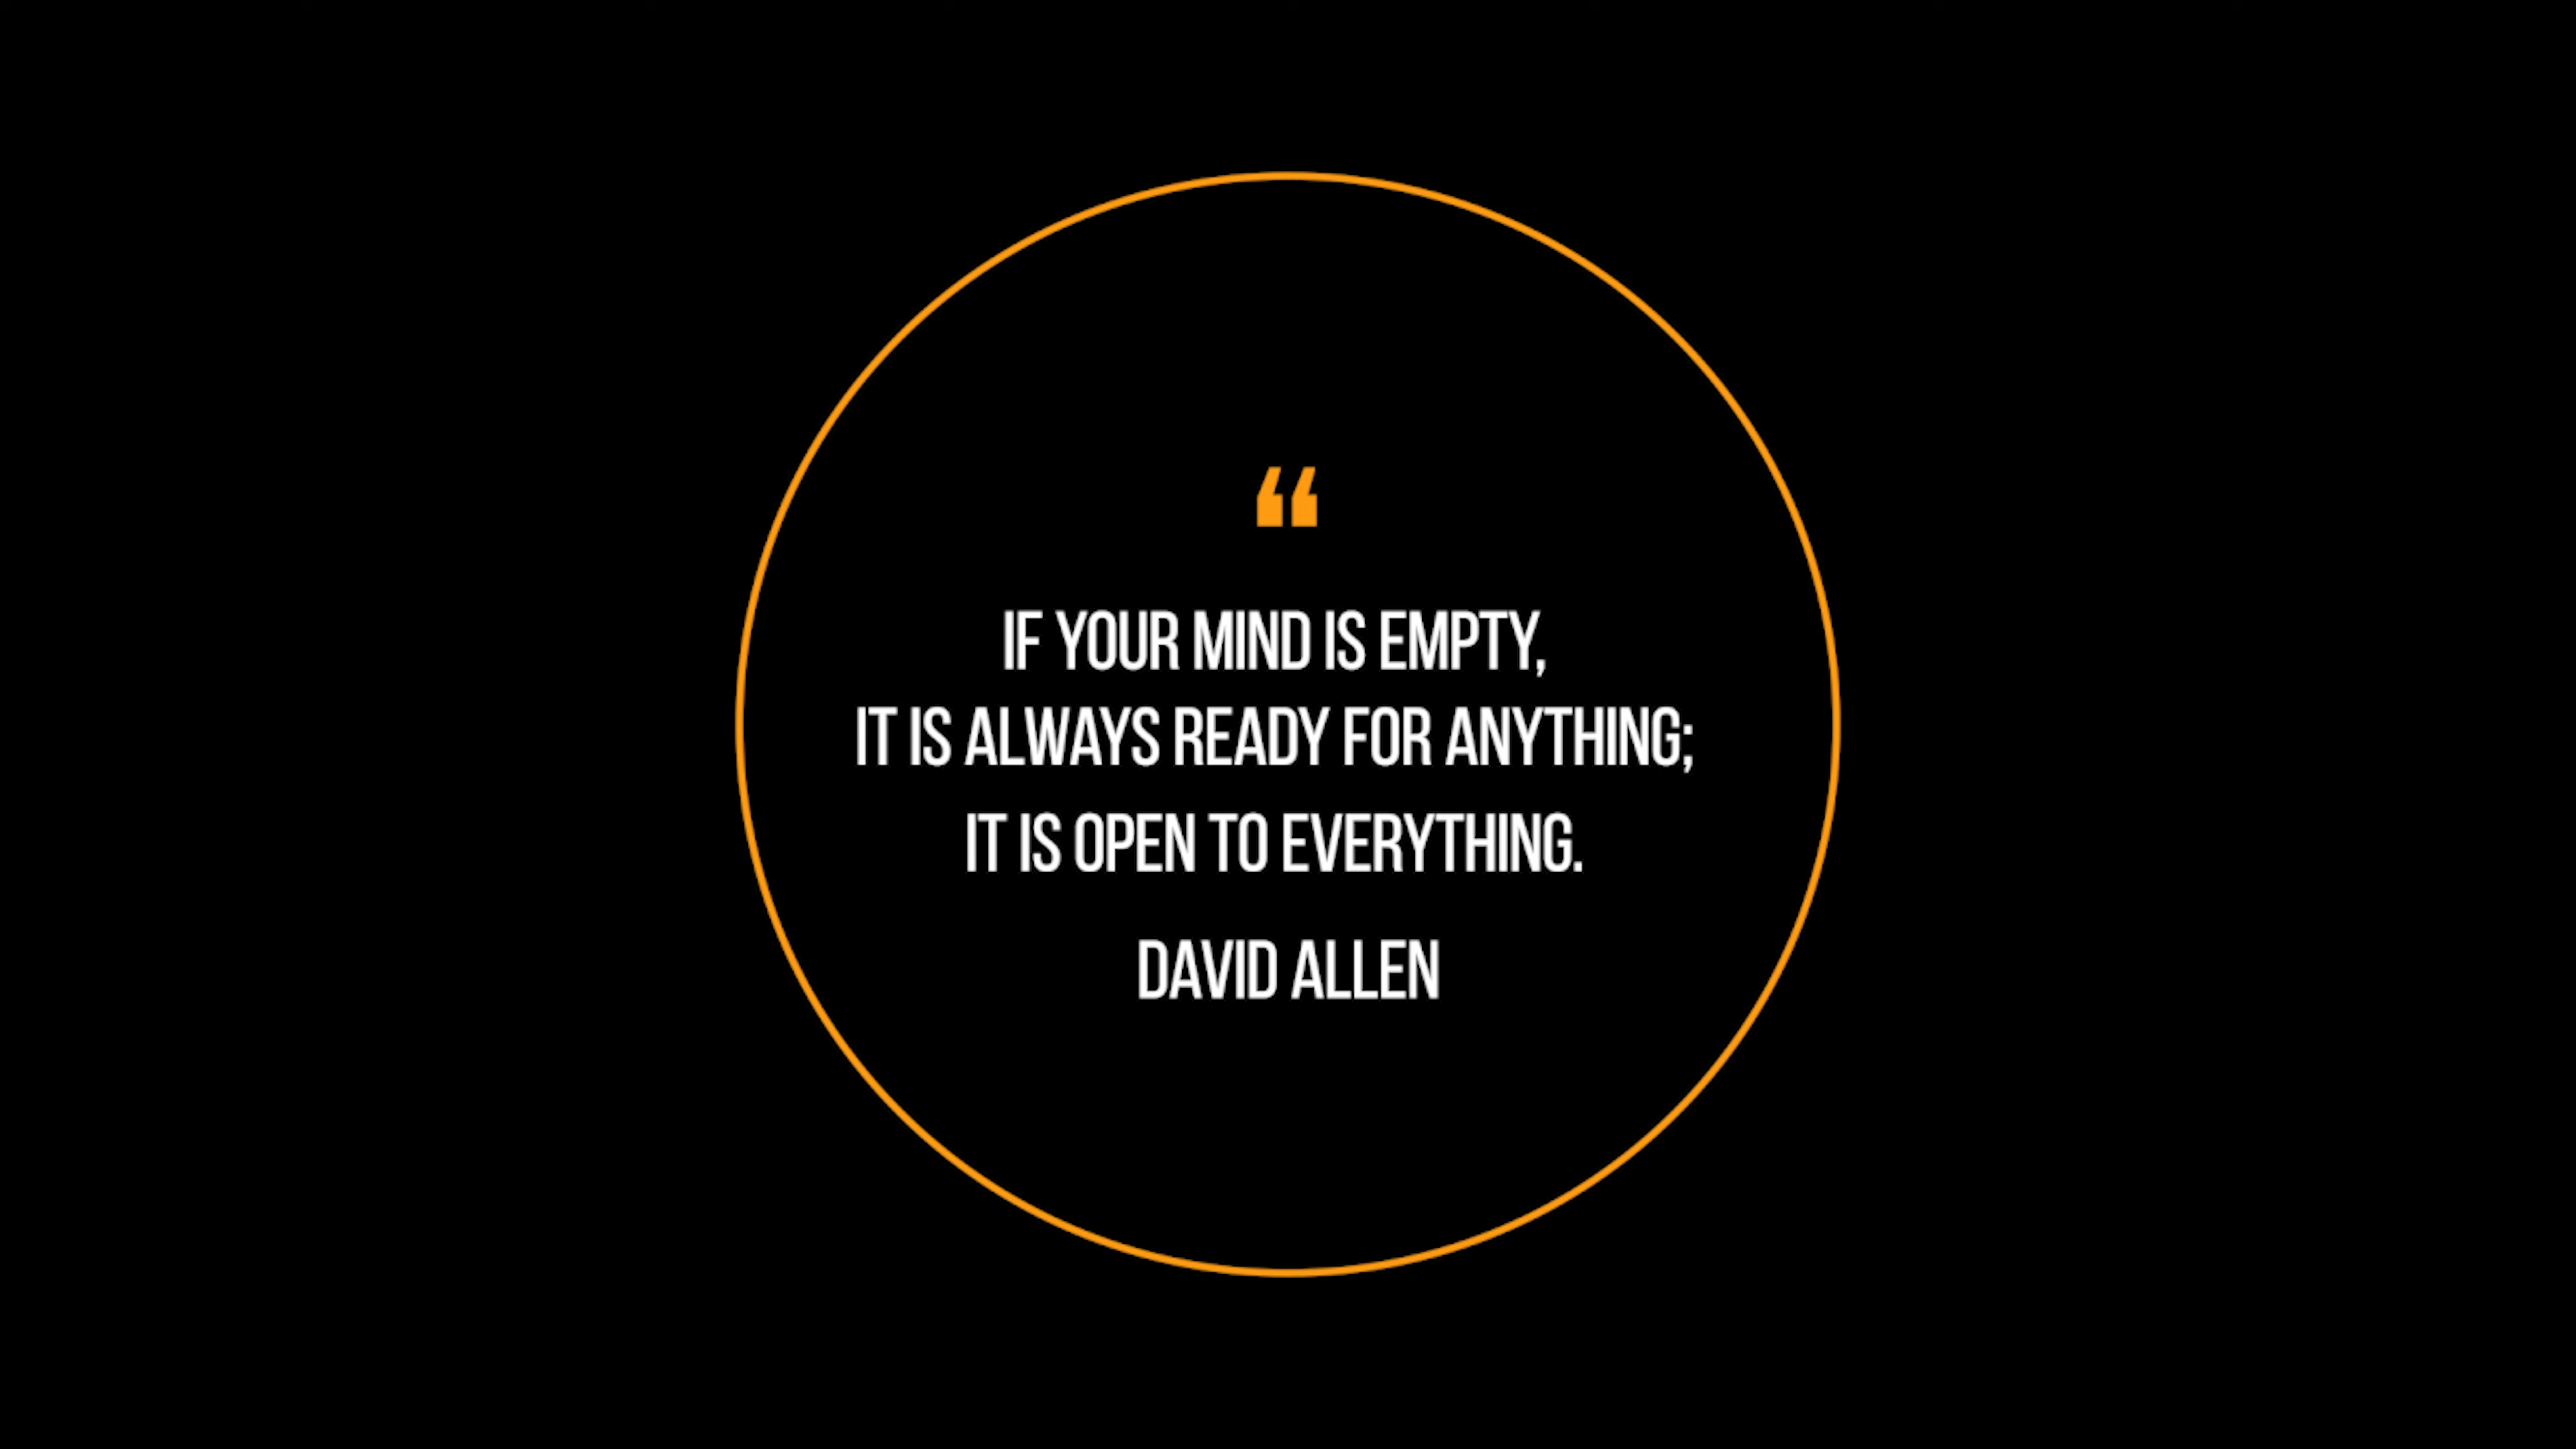 “
IF YOUR MIND IS EMPTY,
IT IS ALWAYS READY FOR ANYTHING;
IT IS OPEN TO EVERYTHING.
DAVID ALLEN